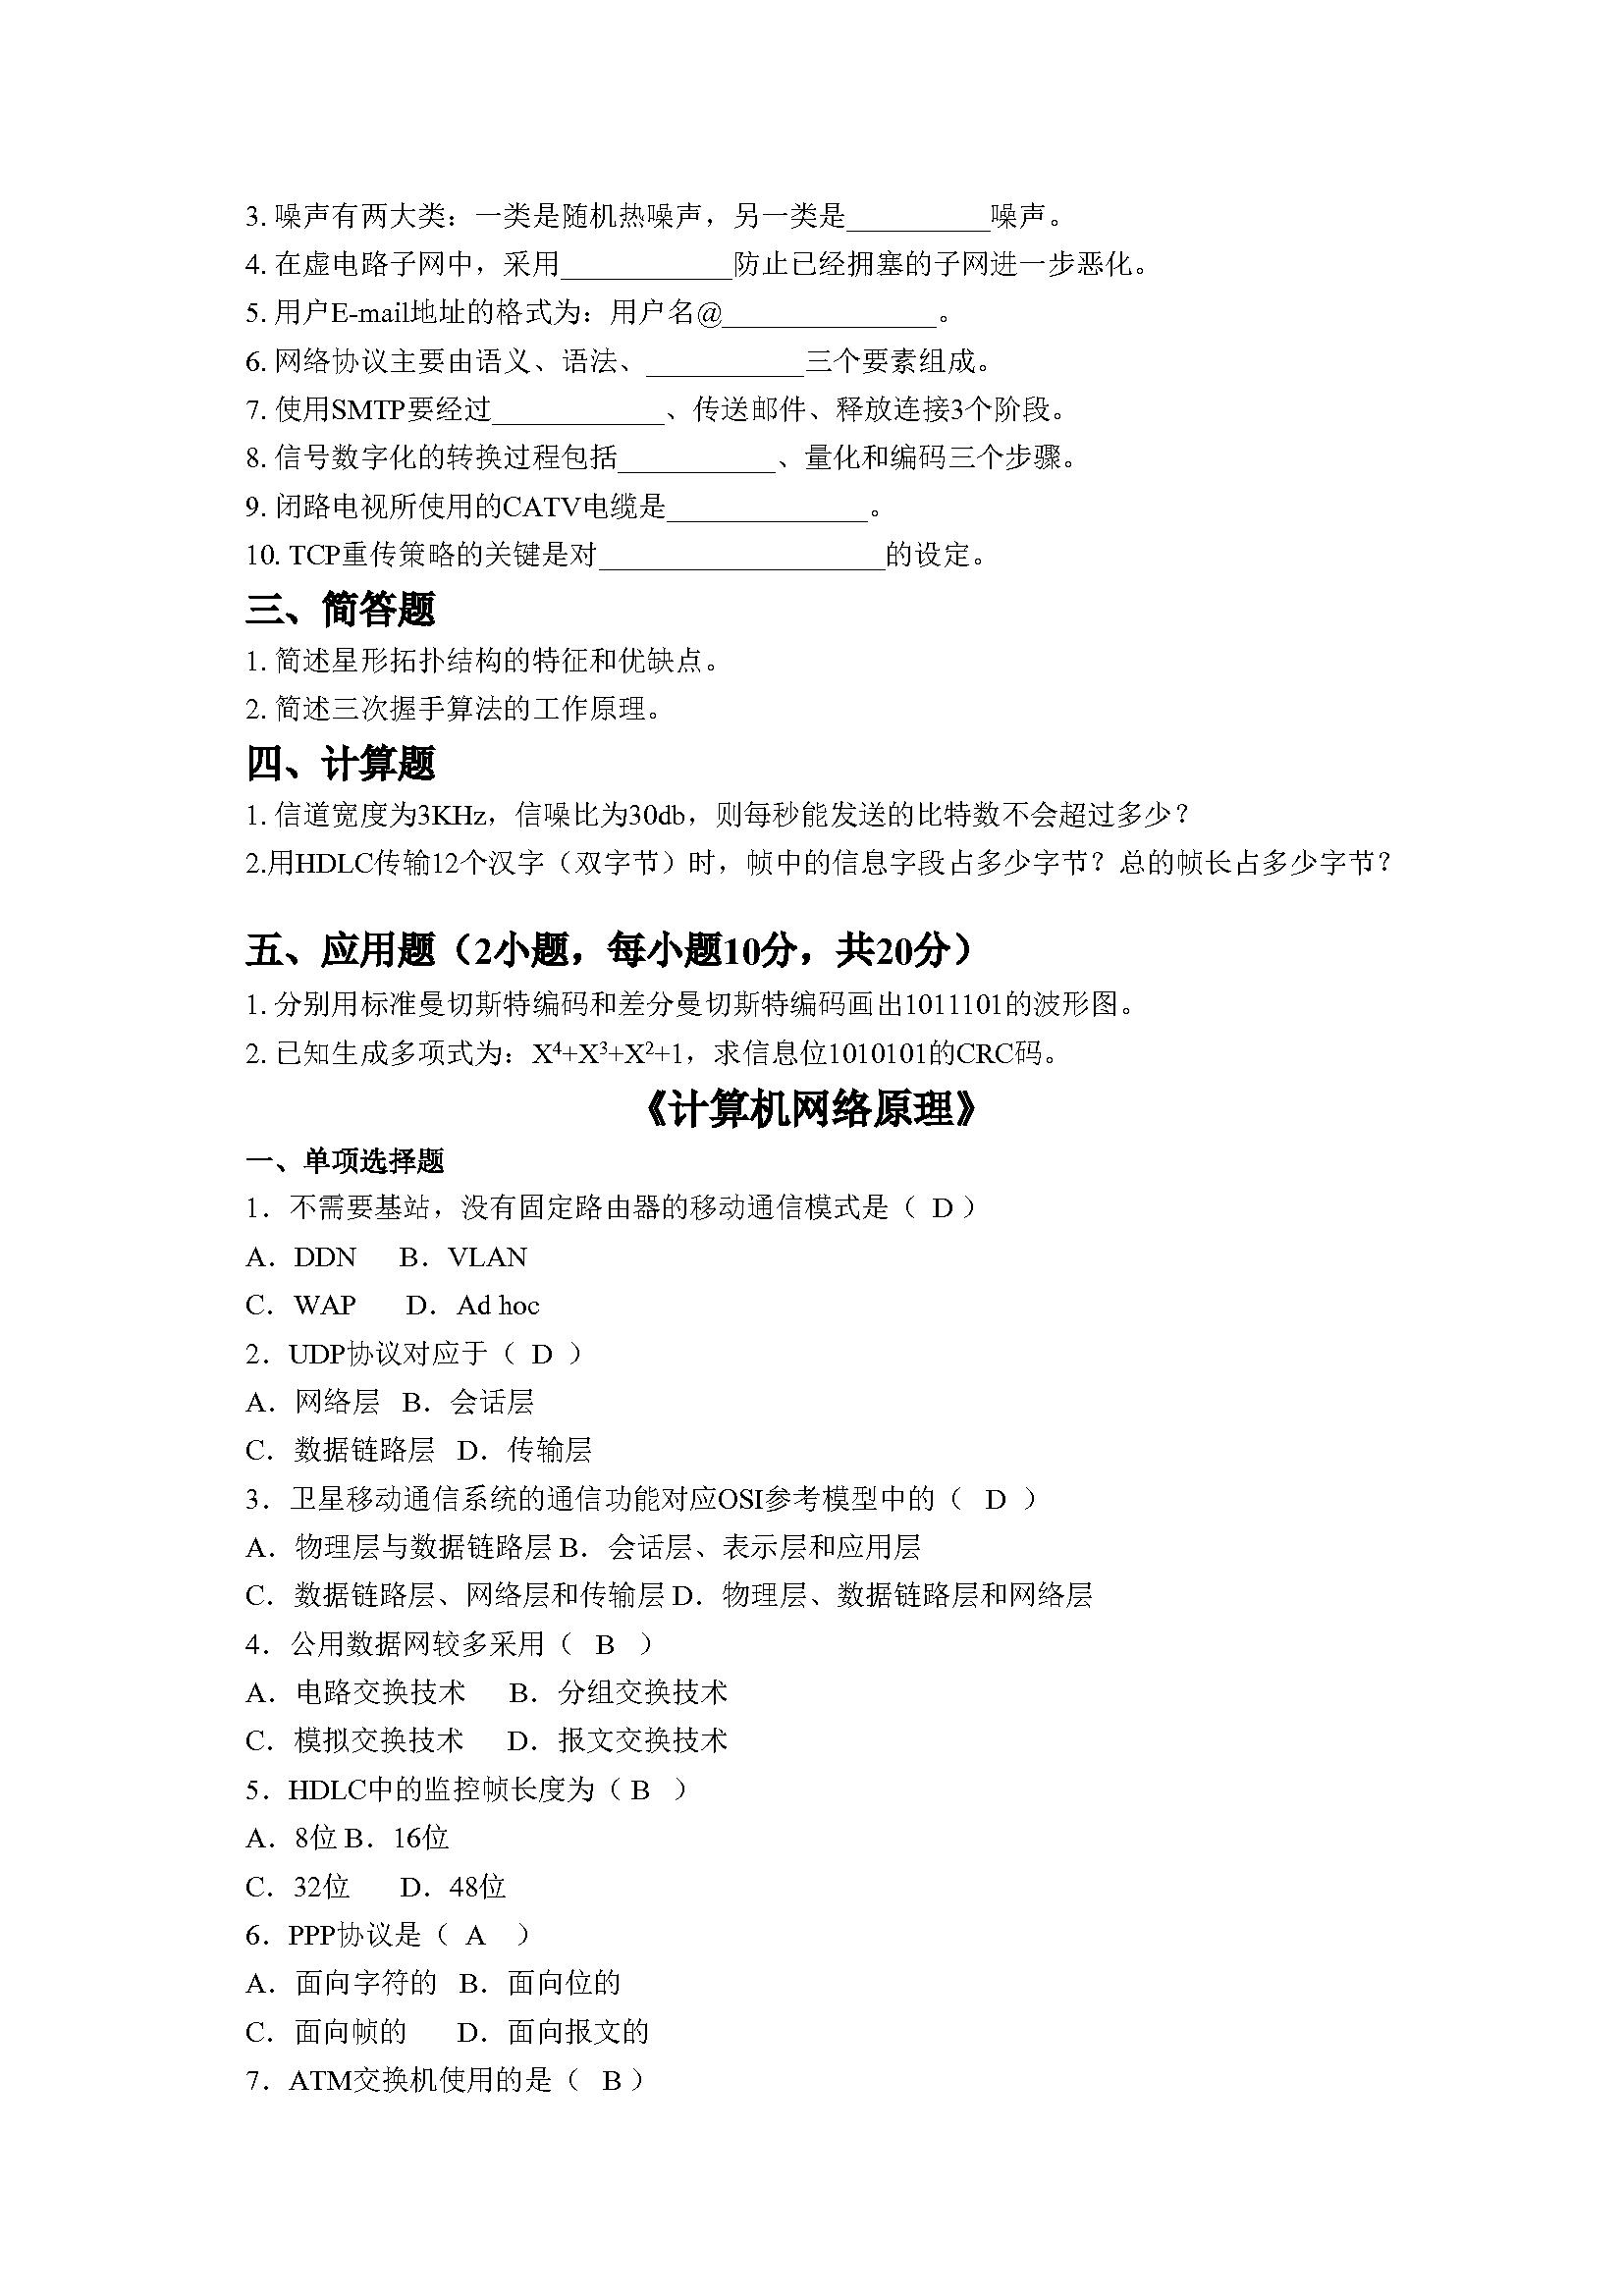 3. 噪声有两大类：一类是随机热噪声，另一类是__________噪声。
4. 在虚电路子网中，采用____________防止已经拥塞的子网进一步恶化。
5. 用户E-mail地址的格式为：用户名@_______________。
6. 网络协议主要由语义、语法、___________三个要素组成。
7. 使用SMTP要经过____________、传送邮件、释放连接3个阶段。
8. 信号数字化的转换过程包括___________、量化和编码三个步骤。
9. 闭路电视所使用的CATV电缆是______________。
10. TCP重传策略的关键是对____________________的设定。
三、简答题
1. 简述星形拓扑结构的特征和优缺点。
2. 简述三次握手算法的工作原理。
四、计算题
1. 信道宽度为3KHz，信噪比为30db，则每秒能发送的比特数不会超过多少？
2.用HDLC传输12个汉字（双字节）时，帧中的信息字段占多少字节？总的帧长占多少字节？
五、应用题（2小题，每小题10分，共20分）
1. 分别用标准曼切斯特编码和差分曼切斯特编码画出1011101的波形图。
2. 已知生成多项式为：X⁴+X³+X²+1，求信息位1010101的CRC码。
《计算机网络原理》
一、单项选择题
1．不需要基站，没有固定路由器的移动通信模式是（ D ）
A．DDN B．VLAN
C．WAP D．Ad hoc
2．UDP协议对应于（ D ）
A．网络层 B．会话层
C．数据链路层 D．传输层
3．卫星移动通信系统的通信功能对应OSI参考模型中的（ D ）
A．物理层与数据链路层 B．会话层、表示层和应用层
C．数据链路层、网络层和传输层 D．物理层、数据链路层和网络层
4．公用数据网较多采用（ B ）
A．电路交换技术 B．分组交换技术
C．模拟交换技术 D．报文交换技术
5．HDLC中的监控帧长度为（ B ）
A．8位 B．16位
C．32位 D．48位
6．PPP协议是（ A ）
A．面向字符的 B．面向位的
C．面向帧的 D．面向报文的
7．ATM交换机使用的是（ B ）